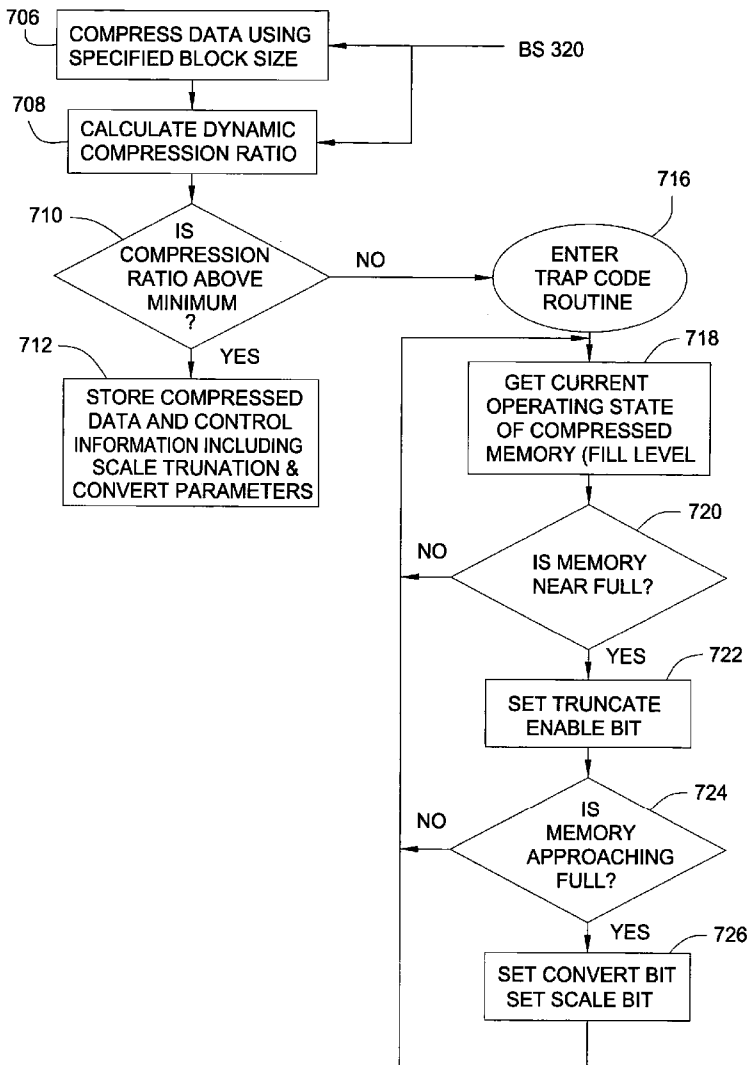 706
COMPRESS DATA USING
SPECIFIED BLOCK SIZE
BS 320
708
CALCULATE DYNAMIC
COMPRESSION RATIO
710
IS
COMPRESSION
RATIO ABOVE
MINIMUM
?
NO
YES
712
STORE COMPRESSED
DATA AND CONTROL
INFORMATION INCLUDING
SCALE TRUNATION &
CONVERT PARAMETERS
716
ENTER
TRAP CODE
ROUTINE
718
GET CURRENT
OPERATING STATE
OF COMPRESSED
MEMORY (FILL LEVEL
720
IS MEMORY
NEAR FULL?
NO
YES
722
SET TRUNCATE
ENABLE BIT
724
IS
MEMORY
APPROACHING
FULL?
NO
YES
726
SET CONVERT BIT
SET SCALE BIT